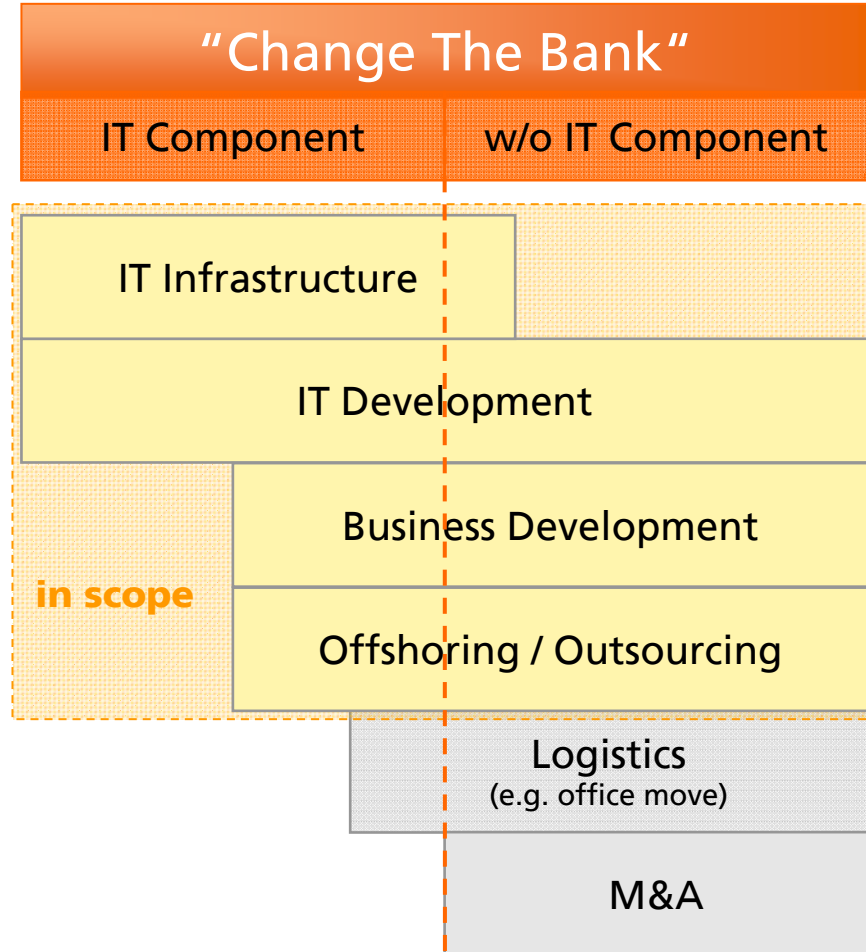 “Change The Bank“
IT Component
w/o IT Component
IT Infrastructure
IT Development
Business Development
in scope
Offshoring / Outsourcing
Logistics
(e.g. office move)
M&A